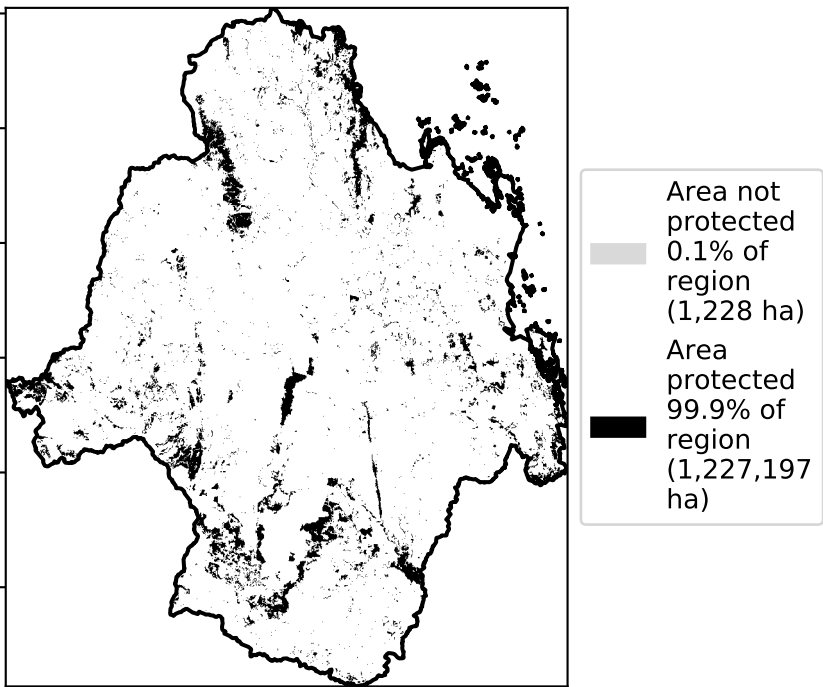 Area not
protected
0.1% of
region
(1,228 ha)
Area
protected
99.9% of
region
(1,227,197
ha)